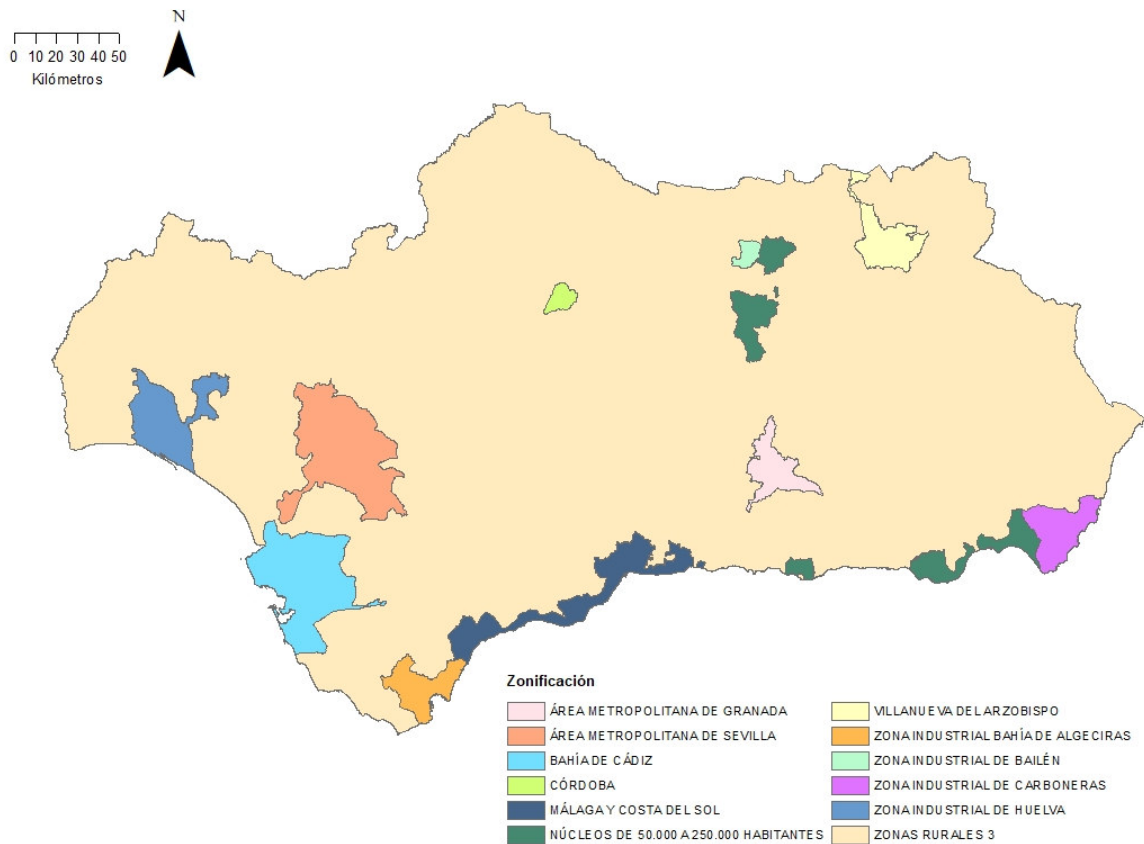 N
0 10 20 30 40 50
Kilómetros
Zonificación
ÁREA METROPOLITANA DE GRANADA
ÁREA METROPOLITANA DE SEVILLA
BAHÍA DE CÁDIZ
CÓRDOBA
MÁLAGA Y COSTA DEL SOL
NÚCLEOS DE 50.000 A 250.000 HABITANTES
VILLANUEVA DE LARZOBISPO
ZONA INDUSTRIAL BAHÍA DE ALGECIRAS
ZONA INDUSTRIAL DE BAILÉN
ZONA INDUSTRIAL DE CARBONERAS
ZONA INDUSTRIAL DE HUELVA
ZONAS RURALES 3